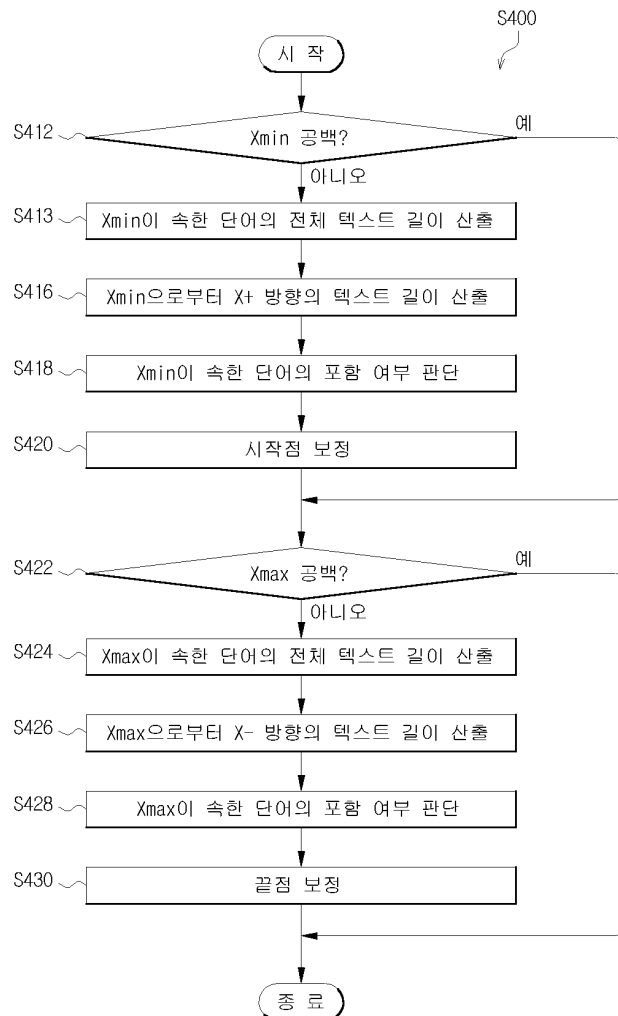 S400
시 작
S412
Xmin 공백?
예
아니오
S413
Xmin이 속한 단어의 전체 텍스트 길이 산출
S416
Xmin으로부터 X+ 방향의 텍스트 길이 산출
S418
Xmin이 속한 단어의 포함 여부 판단
S420
시작점 보정
S422
Xmax 공백?
예
아니오
S424
Xmax이 속한 단어의 전체 텍스트 길이 산출
S426
Xmax으로부터 X- 방향의 텍스트 길이 산출
S428
Xmax이 속한 단어의 포함 여부 판단
S430
끝점 보정
종 료